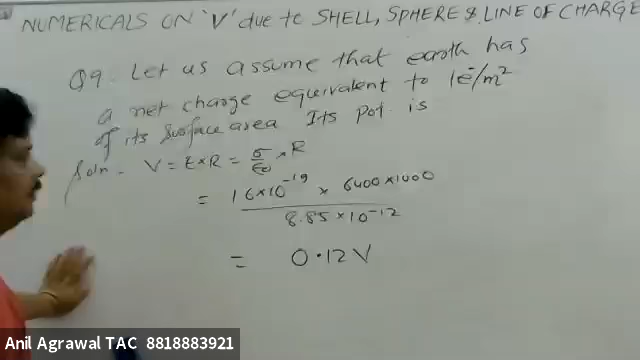 NUMERICALS ON 'V' due to SHELL, SPHERE & LINE OF CHARGE
Q9. Let us assume that earth has
a net charge equivalent to 1e⁻/m²
of its surface area Its pot. is
Soln. V = E×R = σ/ε₀ × R
= 1.6×10⁻¹⁹ × 6400×1000 / 8.85×10⁻¹²
= 0.12V
Anil Agrawal TAC 8818883921